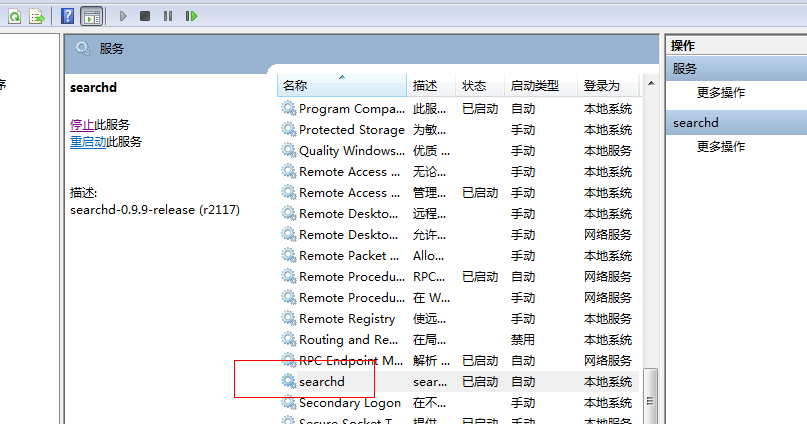 序
服务
searchd
停止此服务
重启动此服务
描述:
searchd-0.9.9-release (r2117)
名称 描述 状态 启动类型 登录为
Program Compa... 此服... 已启动 自动 本地系统
Protected Storage 为敏... 手动 本地系统
Quality Windows... 优质 ... 手动 本地服务
Remote Access ... 无论... 手动 本地系统
Remote Access ... 管理... 已启动 手动 本地系统
Remote Deskto... 远程... 手动 本地系统
Remote Deskto... 允许... 手动 网络服务
Remote Packet ... Allo... 手动 本地系统
Remote Procedu... RPC... 已启动 自动 网络服务
Remote Procedu... 在 W... 手动 网络服务
Remote Registry 使远... 手动 本地服务
Routing and Re... 在局... 禁用 本地系统
RPC Endpoint M... 解析 ... 已启动 自动 网络服务
searchd sear... 已启动 自动 本地系统
Secondary Logon 在不... 手动 本地系统
Secure Socket T... 提供... 已启动 手动 本地服务
操作
服务
更多操作
searchd
更多操作